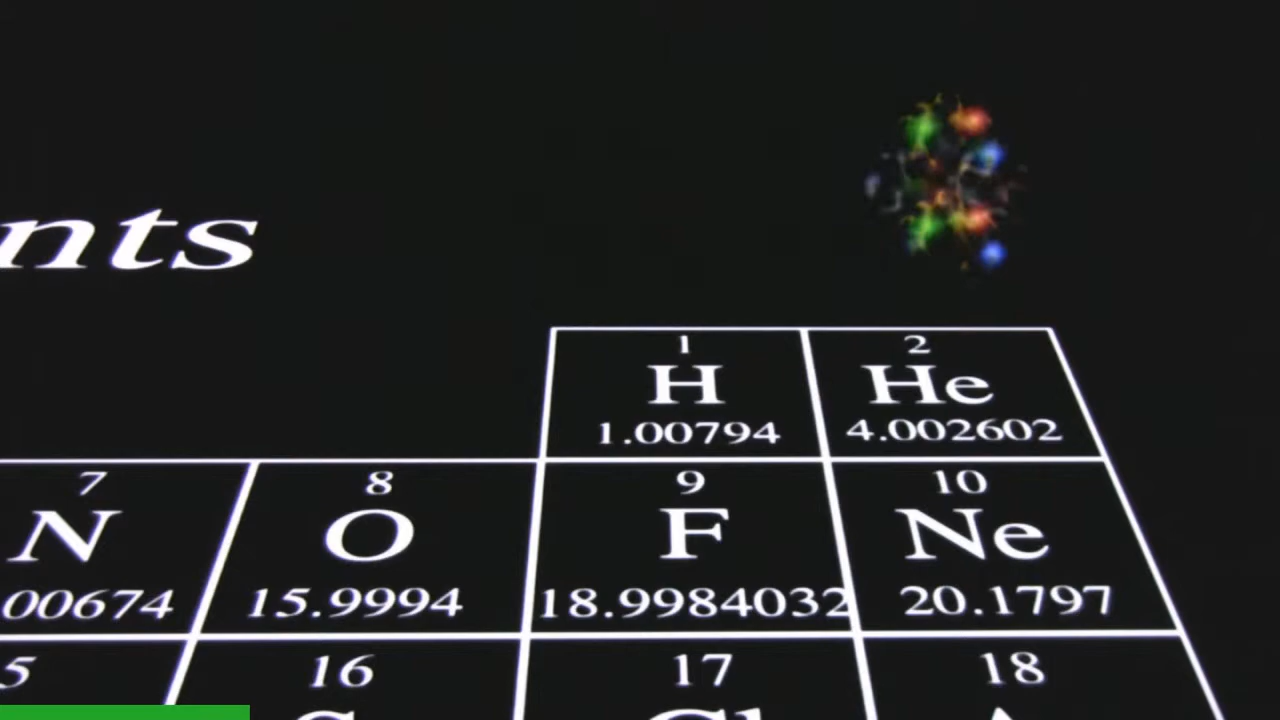 nts
1 2
H He
1.00794 4.002602
7 8 9 10
N O F Ne
00674 15.9994 18.9984032 20.1797
5 16 17 18